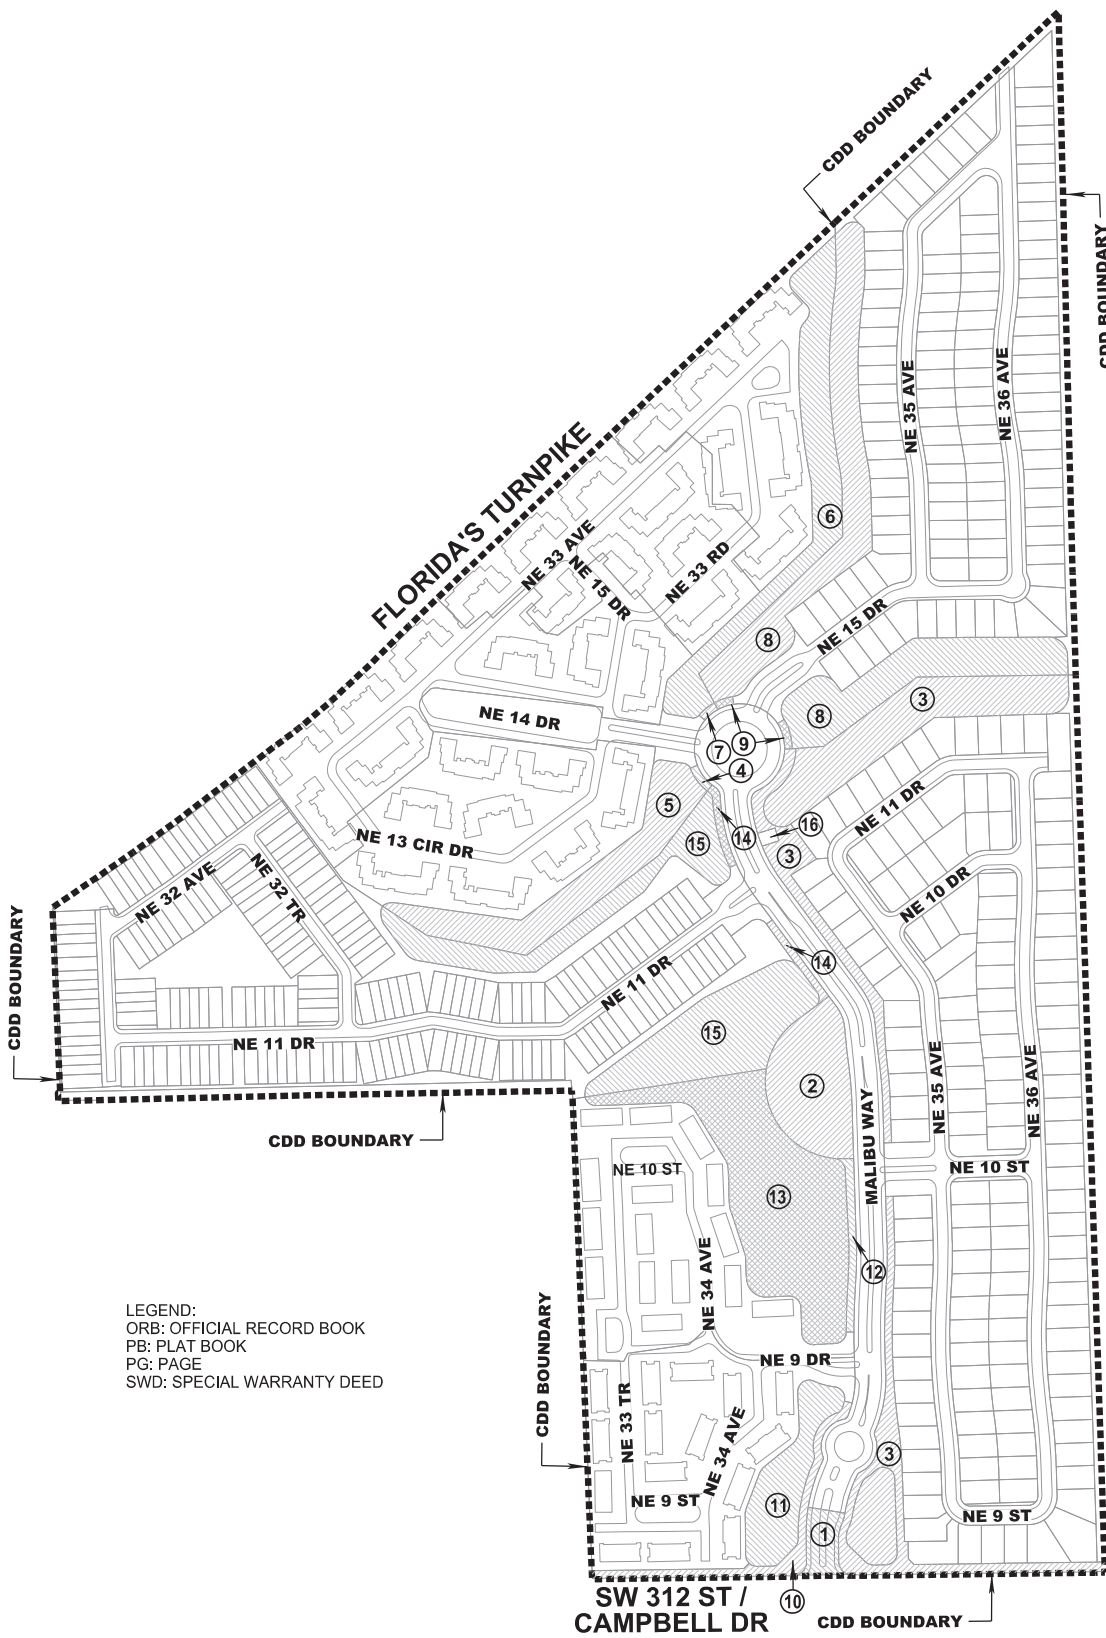 CDD BOUNDARY
CDD BOUNDARY
NE 35 AVE
NE 36 AVE
FLORIDA'S TURNPIKE
NE 33 AVE
NE 15 DR
NE 33 RD
6
8
NE 15 DR
NE 14 DR
3
8
7
9
4
5
14
16
15
3
NE 11 DR
NE 13 CIR DR
NE 32 AVE
NE 32 TR
NE 10 DR
CDD BOUNDARY
14
NE 11 DR
15
NE 11 DR
2
NE 35 AVE
NE 36 AVE
MALIBU WAY
CDD BOUNDARY
NE 10 ST
NE 10 ST
13
NE 34 AVE
12
LEGEND:
ORB: OFFICIAL RECORD BOOK
PB: PLAT BOOK
PG: PAGE
SWD: SPECIAL WARRANTY DEED
CDD BOUNDARY
NE 9 DR
NE 33 TR
NE 34 AVE
3
NE 9 ST
11
NE 9 ST
1
10
SW 312 ST /
CAMPBELL DR
CDD BOUNDARY